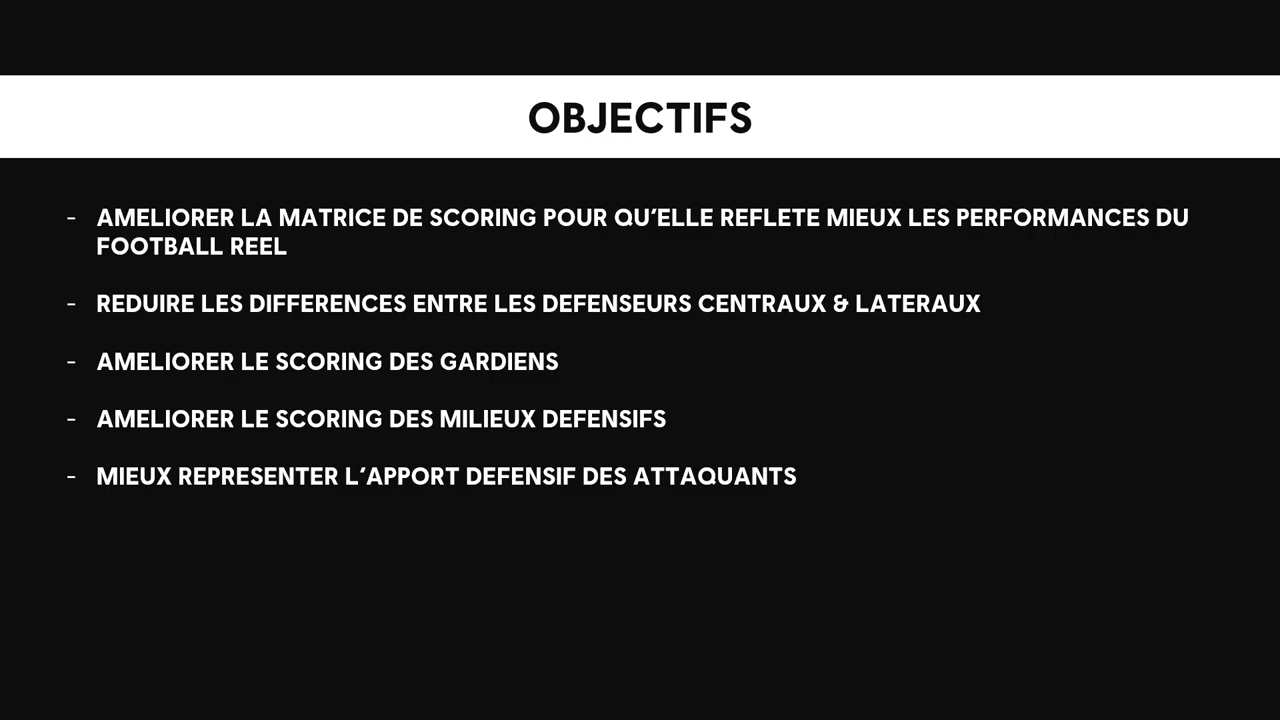 OBJECTIFS
- AMELIORER LA MATRICE DE SCORING POUR QU‘ELLE REFLETE MIEUX LES PERFORMANCES DU
FOOTBALL REEL
- REDUIRE LES DIFFERENCES ENTRE LES DEFENSEURS CENTRAUX & LATERAUX
- AMELIORER LE SCORING DES GARDIENS
- AMELIORER LE SCORING DES MILIEUX DEFENSIFS
- MIEUX REPRESENTER L’APPORT DEFENSIF DES ATTAQUANTS